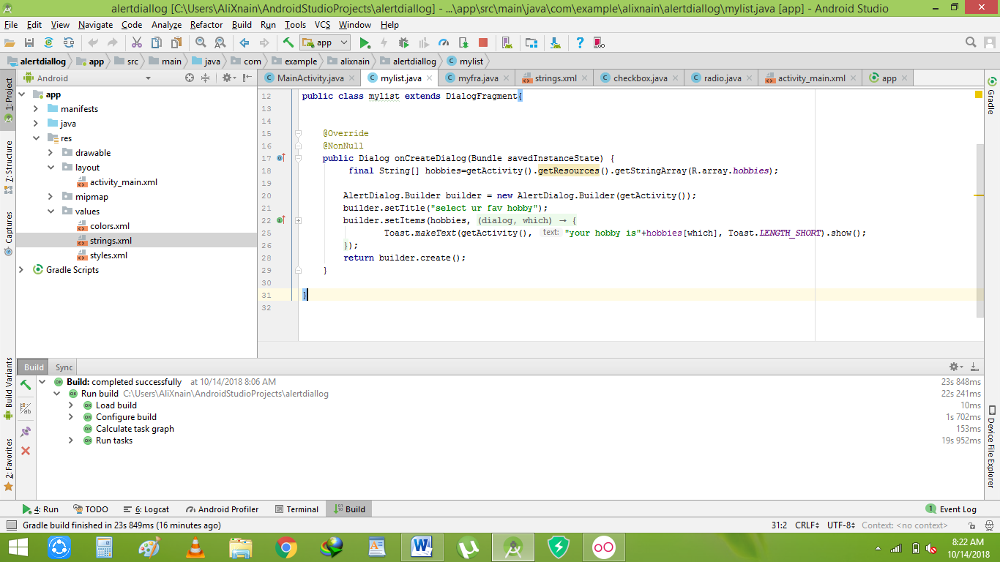 alertdiallog [C:\Users\AliXnain\AndroidStudioProjects\alertdiallog] - ...\app\src\main\java\com\example\alixnain\alertdiallog\mylist.java [app] - Android Studio
File Edit View Navigate Code Analyze Refactor Build Run Tools VCS Window Help
app
alertdiallog app src main java com example alixnain alertdiallog mylist
Android
MainActivity.java mylist.java myfra.java strings.xml checkbox.java radio.java activity_main.xml app
1: Project
7: Structure
Captures
Build Variants
2: Favorites
app
manifests
java
res
drawable
layout
activity_main.xml
mipmap
values
colors.xml
strings.xml
styles.xml
Gradle Scripts
12 public class mylist extends DialogFragment{
13
14
15 @Override
16 @NonNull
17 public Dialog onCreateDialog(Bundle savedInstanceState) {
18 final String[] hobbies=getActivity().getResources().getStringArray(R.array.hobbies);
19
20 AlertDialog.Builder builder = new AlertDialog.Builder(getActivity());
21 builder.setTitle("select ur fav hobby");
22 builder.setItems(hobbies, (dialog, which) → {
25 Toast.makeText(getActivity(), text: "your hobby is"+hobbies[which], Toast.LENGTH_SHORT).show();
26 });
28 return builder.create();
29 }
30
31 }
32
Gradle
Device File Explorer
Build Sync
Build: completed successfully at 10/14/2018 8:06 AM 23s 848ms
Run build C:\Users\AliXnain\AndroidStudioProjects\alertdiallog 22s 241ms
OK Load build 10ms
OK Configure build 1s 702ms
OK Calculate task graph 153ms
OK Run tasks 19s 952ms
4: Run TODO 6: Logcat Android Profiler Terminal Build 1 Event Log
Gradle build finished in 23s 849ms (16 minutes ago) 31:2 CRLF UTF-8 Context: <no context>
8:22 AM
10/14/2018